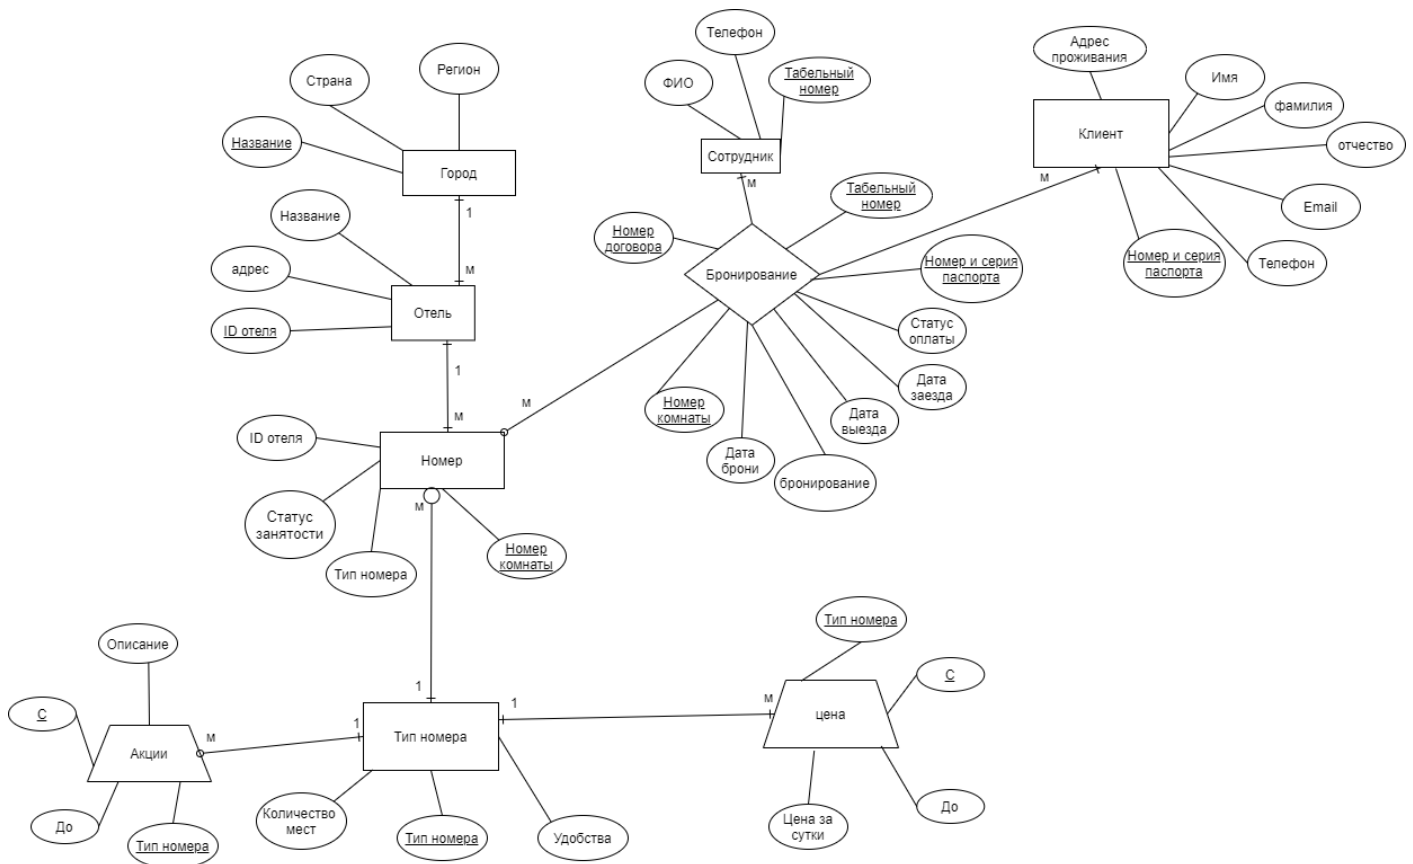 Телефон
Табельный
номер
ФИО
Сотрудник
М
Адрес
проживания
Имя
фамилия
отчество
Клиент
М
Email
Телефон
Номер и серия
паспорта
Регион
Страна
Название
Город
1
М
Название
адрес
ID отеля
Отель
1
М
Номер
договора
Табельный
номер
Бронирование
Номер и серия
паспорта
Статус
оплаты
Дата
заезда
Дата
выезда
бронирование
Дата
брони
Номер
комнаты
М
ID отеля
Номер
Статус
занятости
Тип номера
Номер
комнаты
М
1
Описание
С
Акции
До
Тип номера
М
1
Тип номера
Количество
мест
Тип номера
Удобства
1
М
Тип номера
С
цена
Цена за
сутки
До